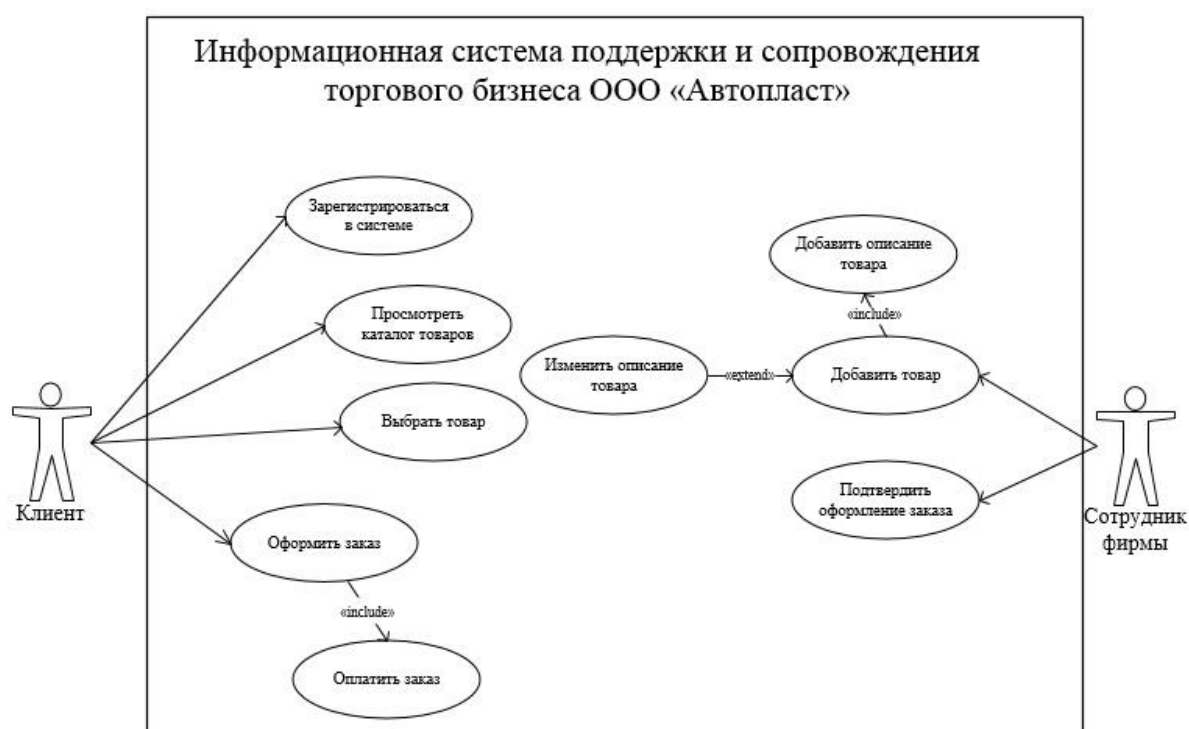 Информационная система поддержки и сопровождения
торгового бизнеса ООО «Автопласт»
Зарегистрироваться
в системе
Просмотреть
каталог товаров
Выбрать товар
Оформить заказ
«include»
Оплатить заказ
Клиент
Добавить описание
товара
«include»
Изменить описание
товара
«extend»
Добавить товар
Подтвердить
оформление заказа
Сотрудник
фирмы